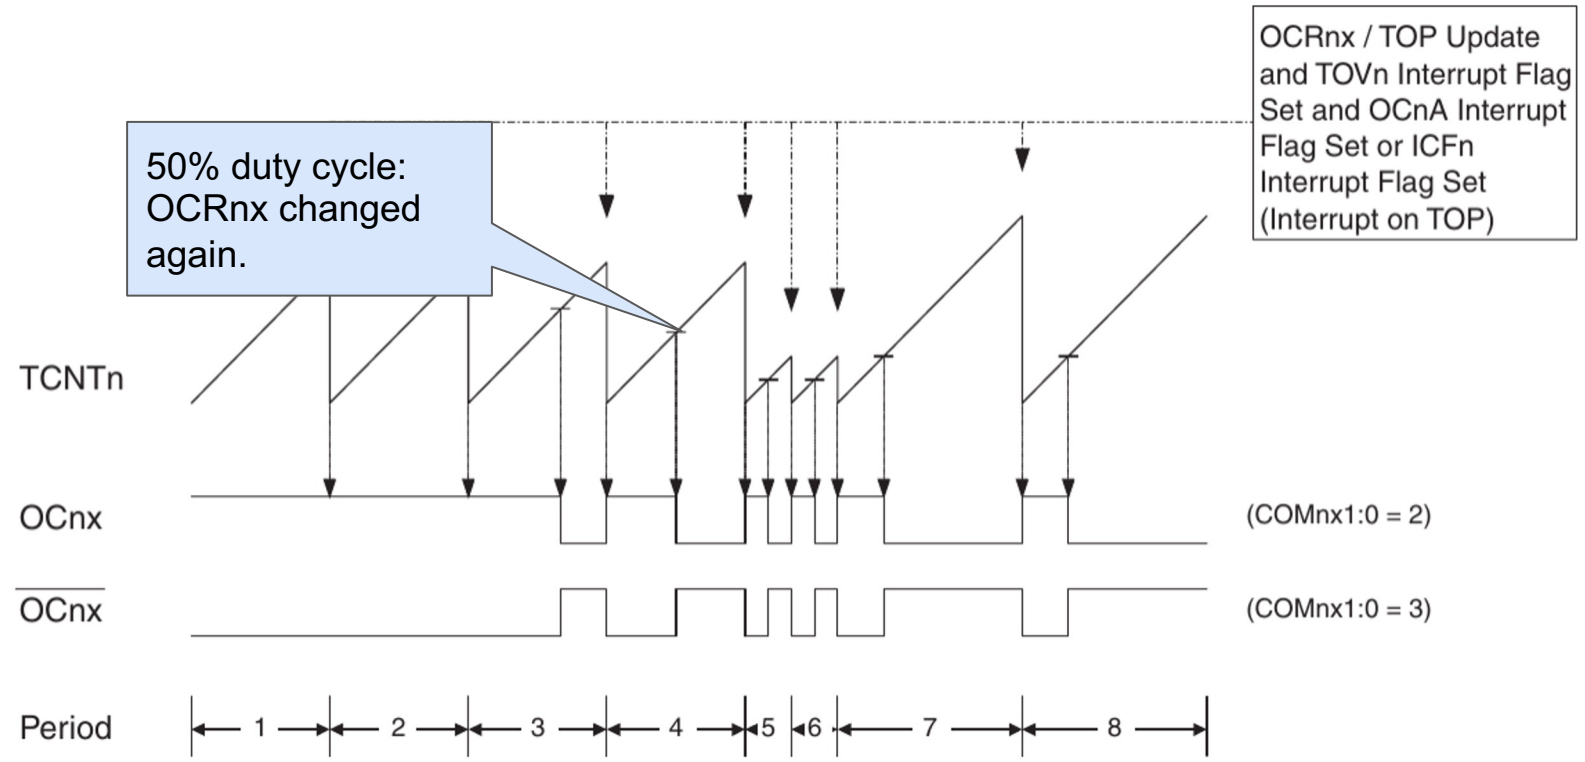 OCRnx / TOP Update
and TOVn Interrupt Flag
Set and OCnA Interrupt
Flag Set or ICFn
Interrupt Flag Set
(Interrupt on TOP)
50% duty cycle:
OCRnx changed
again.
TCNTn
OCnx
(COMnx1:0 = 2)
OCnx
(COMnx1:0 = 3)
Period
1
2
3
4
5
6
7
8